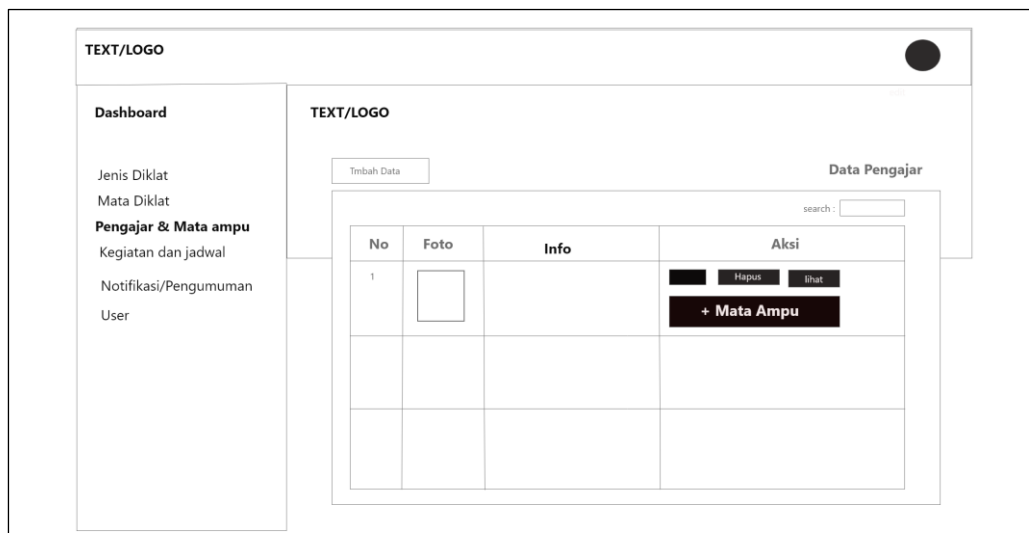 TEXT/LOGO
Dashboard
TEXT/LOGO
Jenis Diklat
Mata Diklat
Pengajar & Mata ampu
Kegiatan dan jadwal
Notifikasi/Pengumuman
User
Tmbah Data
Data Pengajar
search :
No Foto Info Aksi
1
Hapus lihat
+ Mata Ampu